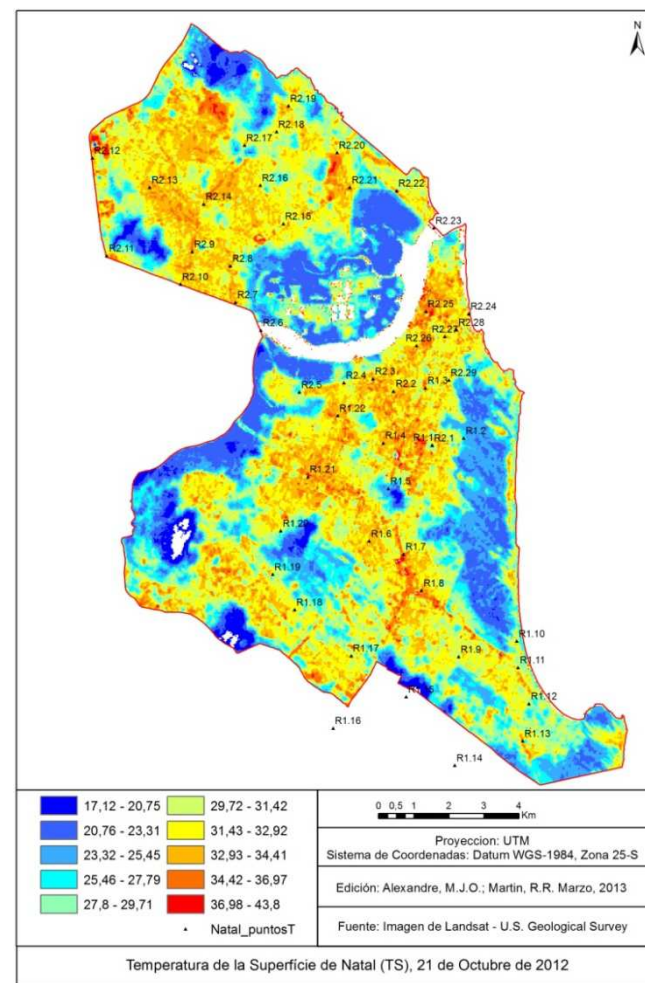 N
R2.19
R2.18
R2.17
R2.20
R2.12
R2.13
R2.16
R2.21
R2.22
R2.14
R2.15
R2.23
R2.11
R2.9
R2.8
R2.10
R2.7
R2.25
R2.24
R2.6
R2.28
R2.27
R2.26
R2.3
R2.29
R2.4
R2.5
R2.2
R1.3
R1.22
R1.4
R2.1
R1.2
R1.21
R1.5
R1.20
R1.6
R1.7
R1.19
R1.8
R1.18
R1.10
R1.17
R1.9
R1.11
R1.12
R1.16
R1.13
R1.14
17,12 - 20,75
20,76 - 23,31
23,32 - 25,45
25,46 - 27,79
27,8 - 29,71
29,72 - 31,42
31,43 - 32,92
32,93 - 34,41
34,42 - 36,97
36,98 - 43,8
Natal_puntosT
0 0,5 1 2 3 4
Km
Proyeccion: UTM
Sistema de Coordenadas: Datum WGS-1984, Zona 25-S
Edición: Alexandre, M.J.O.; Martin, R.R. Marzo, 2013
Fuente: Imagen de Landsat - U.S. Geological Survey
Temperatura de la Superfície de Natal (TS), 21 de Octubre de 2012